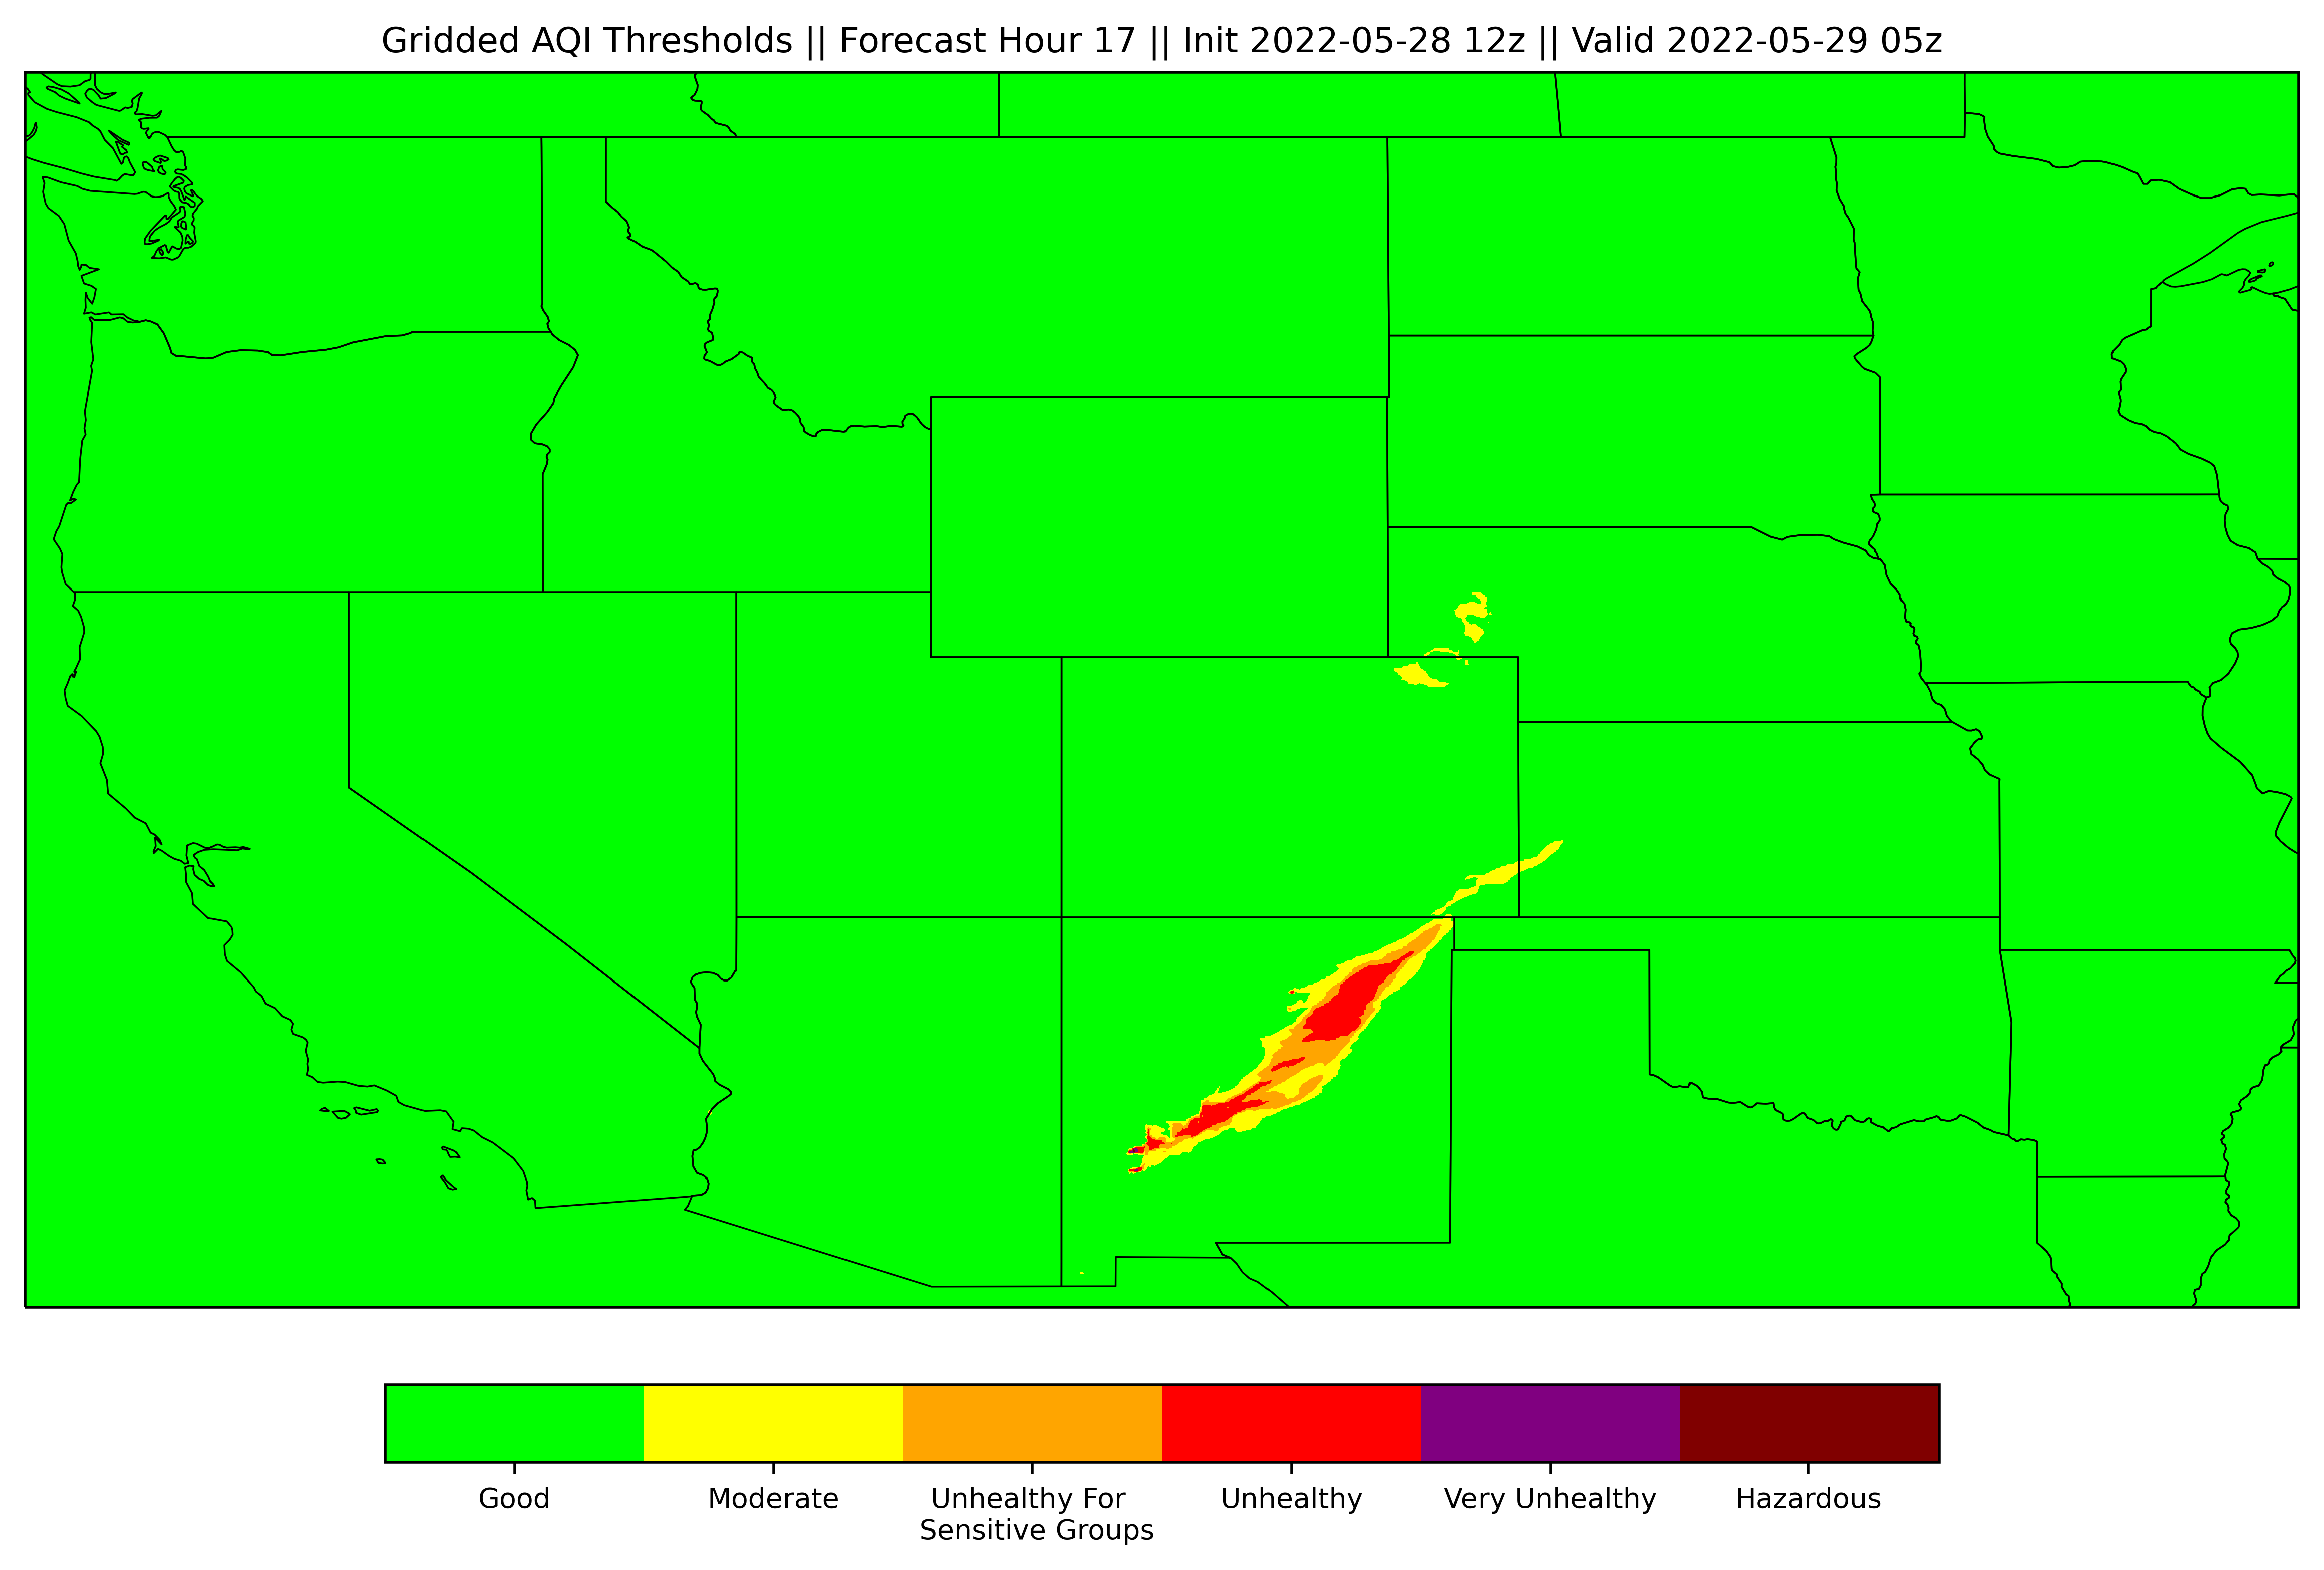 Gridded AQI Thresholds || Forecast Hour 17 || Init 2022-05-28 12z || Valid 2022-05-29 05z
Good
Moderate
Unhealthy For
Sensitive Groups
Unhealthy
Very Unhealthy
Hazardous